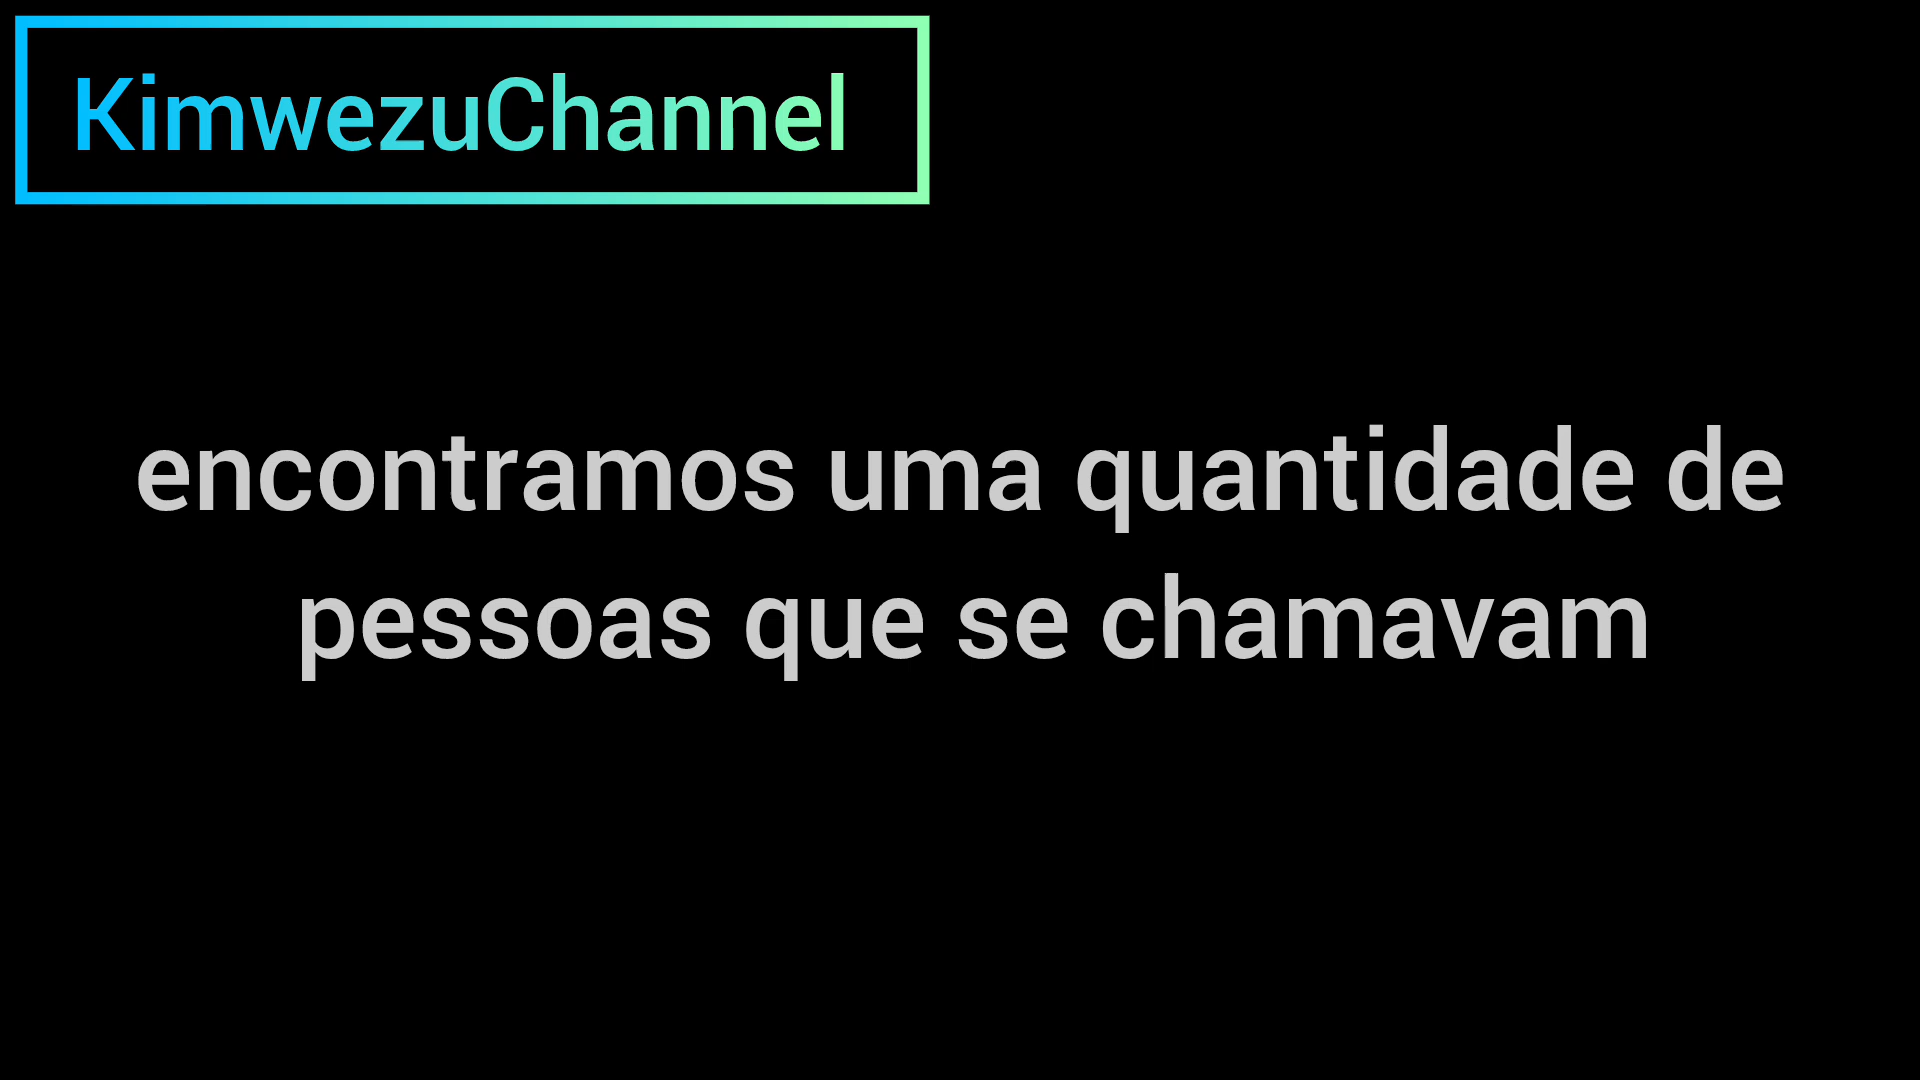 KimwezuChannel
encontramos uma quantidade de
pessoas que se chamavam